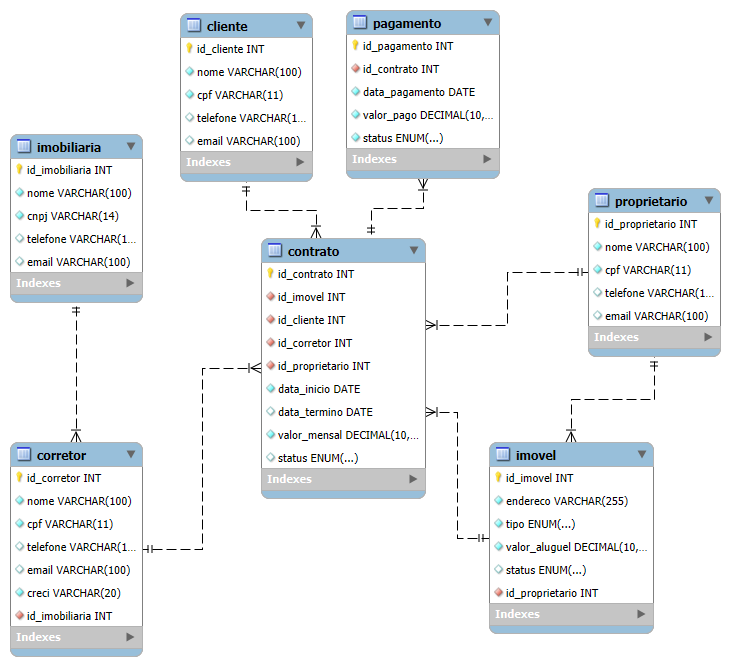 cliente
id_cliente INT
nome VARCHAR(100)
cpf VARCHAR(11)
telefone VARCHAR(1...
email VARCHAR(100)
Indexes
pagamento
id_pagamento INT
id_contrato INT
data_pagamento DATE
valor_pago DECIMAL(10,...
status ENUM(...)
Indexes
imobiliaria
id_imobiliaria INT
nome VARCHAR(100)
cnpj VARCHAR(14)
telefone VARCHAR(1...
email VARCHAR(100)
Indexes
proprietario
id_proprietario INT
nome VARCHAR(100)
cpf VARCHAR(11)
telefone VARCHAR(1...
email VARCHAR(100)
Indexes
contrato
id_contrato INT
id_imovel INT
id_cliente INT
id_corretor INT
id_proprietario INT
data_inicio DATE
data_termino DATE
valor_mensal DECIMAL(10,...
status ENUM(...)
Indexes
corretor
id_corretor INT
nome VARCHAR(100)
cpf VARCHAR(11)
telefone VARCHAR(1...
email VARCHAR(100)
creci VARCHAR(20)
id_imobiliaria INT
Indexes
imovel
id_imovel INT
endereco VARCHAR(255)
tipo ENUM(...)
valor_aluguel DECIMAL(10,...
status ENUM(...)
id_proprietario INT
Indexes